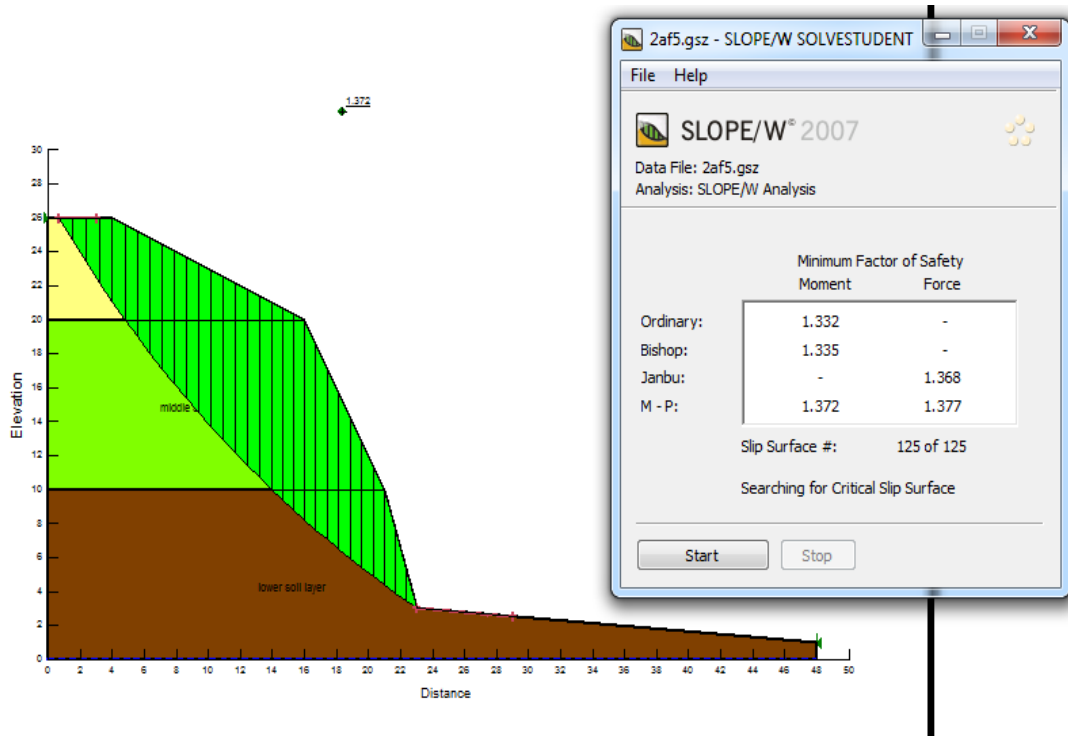 2af5.gsz - SLOPE/W SOLVESTUDENT
File Help
SLOPE/W© 2007
Data File: 2af5.gsz
Analysis: SLOPE/W Analysis
Minimum Factor of Safety
Moment Force
Ordinary: 1.332 -
Bishop: 1.335 -
Janbu: - 1.368
M - P: 1.372 1.377
Slip Surface #: 125 of 125
Searching for Critical Slip Surface
Start Stop
1.372
30
28
26
24
22
20
18
16
14
12
10
8
6
4
2
0
Elevation
middle
lower soil layer
0 2 4 6 8 10 12 14 16 18 20 22 24 26 28 30 32 34 36 38 40 42 44 46 48 50
Distance